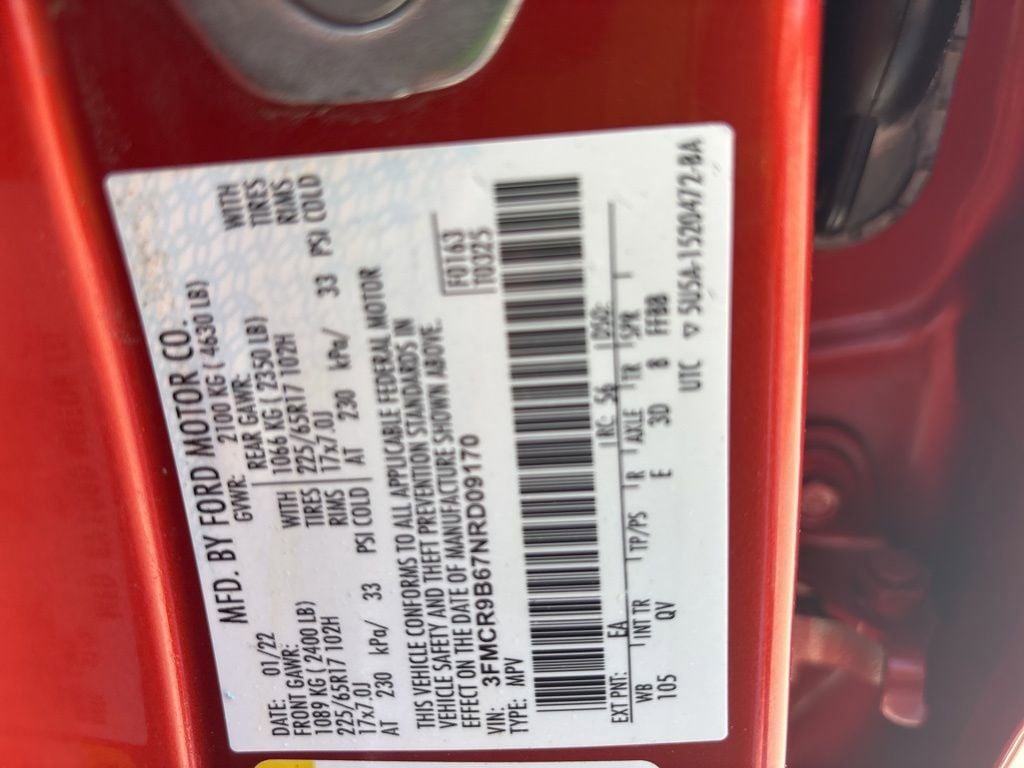 MFD. BY FORD MOTOR CO.
DATE: 01/22 GVWR: 2100 KG ( 4630 LB)
FRONT GAWR: REAR GAWR: WITH
1089 KG ( 2400 LB) WITH 1066 KG ( 2350 LB) TIRES
225/65R17 102H TIRES 225/65R17 102H RIMS
17x7.0J RIMS 17x7.0J
AT 230 kPa/ 33 PSI COLD AT 230 kPa/ 33 PSI COLD
THIS VEHICLE CONFORMS TO ALL APPLICABLE FEDERAL MOTOR
VEHICLE SAFETY AND THEFT PREVENTION STANDARDS IN
EFFECT ON THE DATE OF MANUFACTURE SHOWN ABOVE.
VIN: 3FMCR9B67NRD09170 F0163
TYPE: MPV T0325
EXT PNT: EA RC: 56 DSO:
WB INT TR TP/PS R AXLE TR SPR
105 QV E 3D 8 FFBB
UTC ▽ 5U5A-1520472-BA